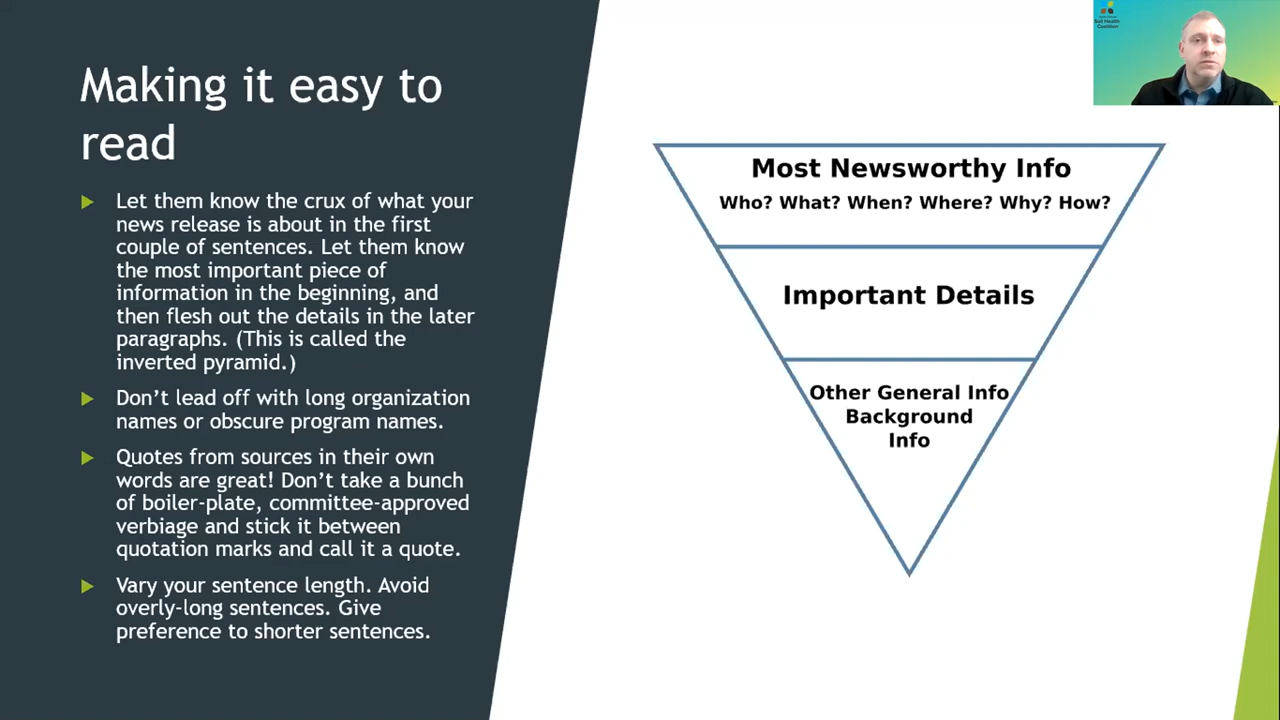 Making it easy to
read
Let them know the crux of what your
news release is about in the first
couple of sentences. Let them know
the most important piece of
information in the beginning, and
then flesh out the details in the later
paragraphs. (This is called the
inverted pyramid.)
Don’t lead off with long organization
names or obscure program names.
Quotes from sources in their own
words are great! Don’t take a bunch
of boiler-plate, committee-approved
verbiage and stick it between
quotation marks and call it a quote.
Vary your sentence length. Avoid
overly-long sentences. Give
preference to shorter sentences.
Most Newsworthy Info
Who? What? When? Where? Why? How?
Important Details
Other General Info
Background
Info
Soil Health
Coalition